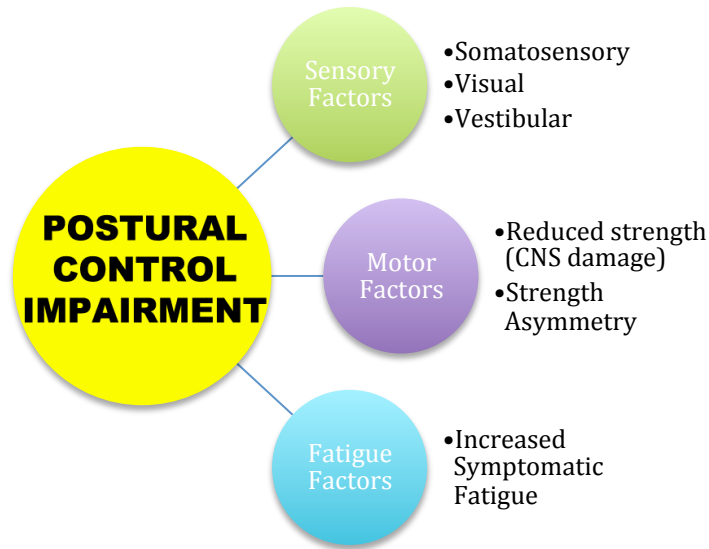 Sensory
Factors
•Somatosensory
•Visual
•Vestibular
POSTURAL
CONTROL
IMPAIRMENT
Motor
Factors
•Reduced strength
(CNS damage)
•Strength
Asymmetry
Fatigue
Factors
•Increased
Symptomatic
Fatigue